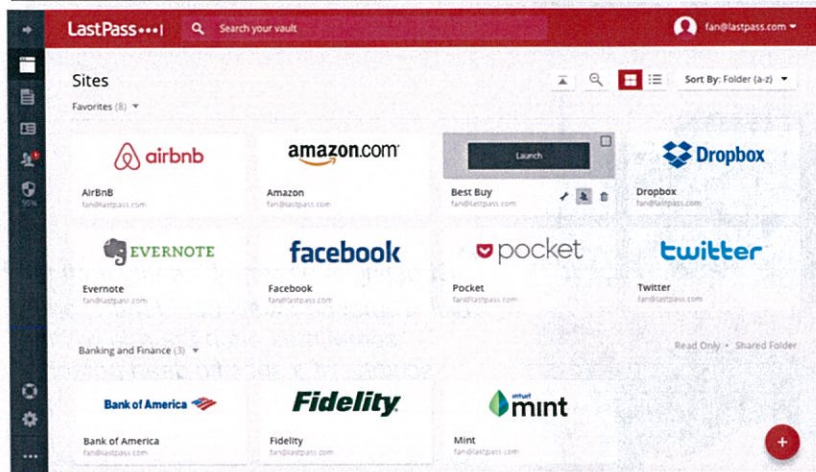 LastPass•••|
Search your vault
fan@lastpass.com
Sites
Sort By: Folder (a-z)
Favorites (8)
airbnb
amazon.com
Launch
Dropbox
AirBnB
Amazon
Best Buy
Dropbox
fan@lastpass.com
fan@lastpass.com
fan@lastpass.com
fan@lastpass.com
95%
EVERNOTE
facebook
pocket
twitter
Evernote
Facebook
Pocket
Twitter
fan@lastpass.com
fan@lastpass.com
fan@lastpass.com
fan@lastpass.com
Banking and Finance (3)
Read Only • Shared Folder
Bank of America
Fidelity
intuit
mint
Bank of America
Fidelity
Mint
fan@lastpass.com
fan@lastpass.com
fan@lastpass.com